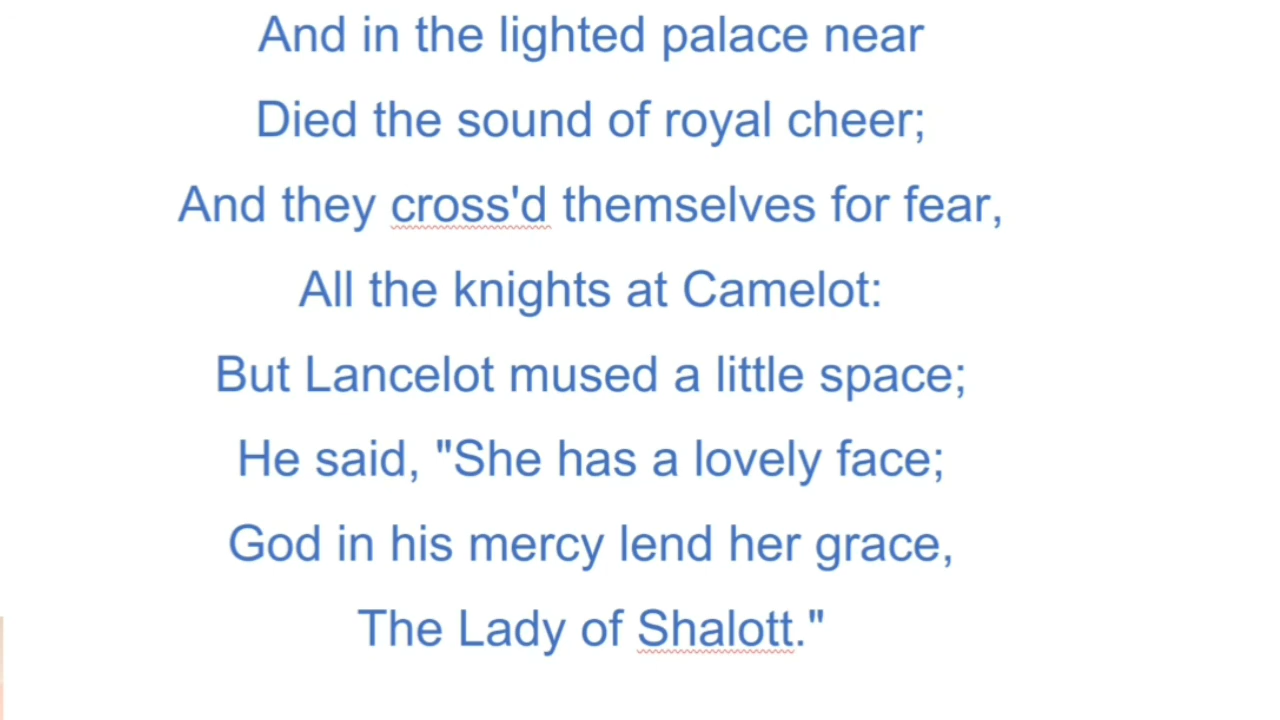 And in the lighted palace near
Died the sound of royal cheer;
And they cross'd themselves for fear,
All the knights at Camelot:
But Lancelot mused a little space;
He said, "She has a lovely face;
God in his mercy lend her grace,
The Lady of Shalott."